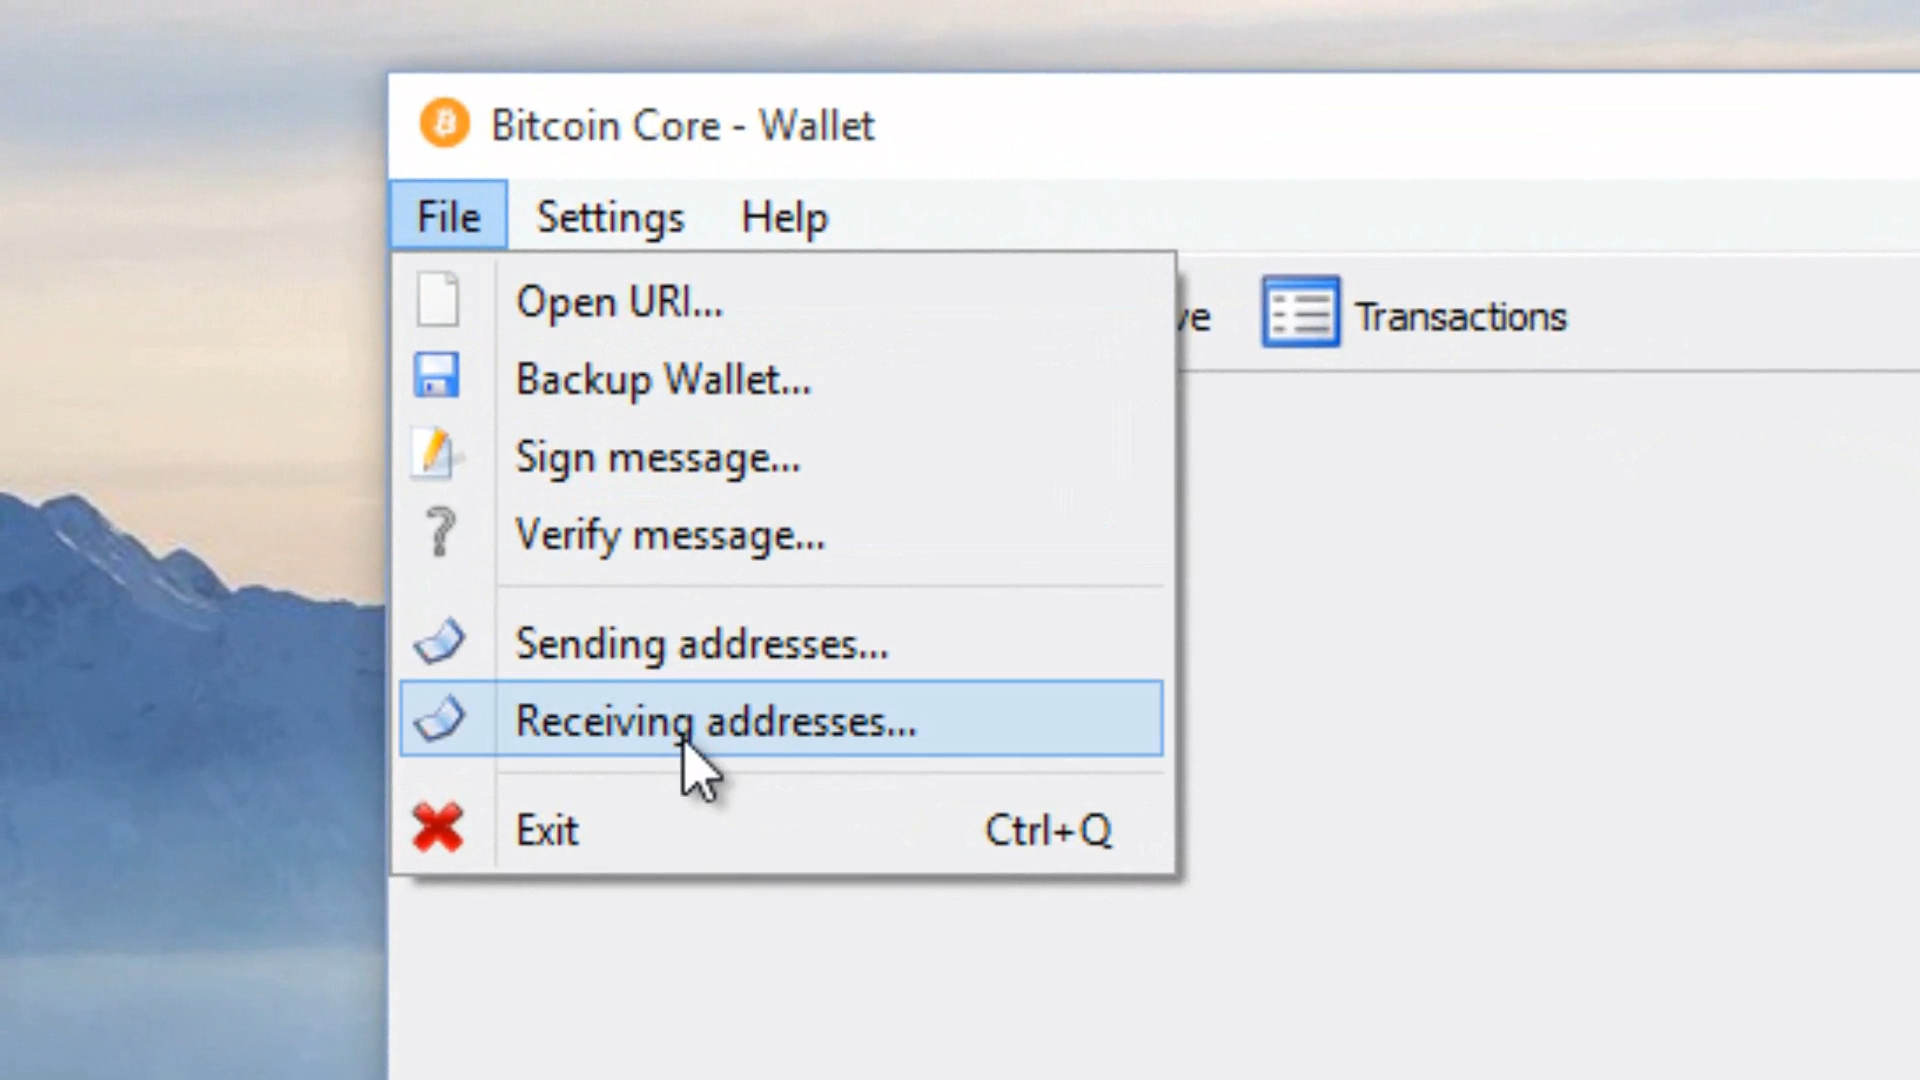 Bitcoin Core - Wallet
File Settings Help
Open URI...
Backup Wallet...
Sign message...
Verify message...
Sending addresses...
Receiving addresses...
Exit Ctrl+Q
ve Transactions